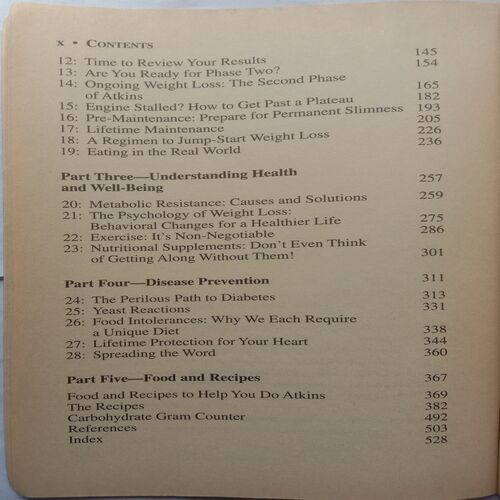 x • CONTENTS
12: Time to Review Your Results 145
13: Are You Ready for Phase Two? 154
14: Ongoing Weight Loss: The Second Phase
of Atkins 165
15: Engine Stalled? How to Get Past a Plateau 182
16: Pre-Maintenance: Prepare for Permanent Slimness 193
17: Lifetime Maintenance 205
18: A Regimen to Jump-Start Weight Loss 226
19: Eating in the Real World 236
Part Three—Understanding Health
and Well-Being 257
20: Metabolic Resistance: Causes and Solutions 259
21: The Psychology of Weight Loss:
Behavioral Changes for a Healthier Life 275
22: Exercise: It's Non-Negotiable 286
23: Nutritional Supplements: Don't Even Think
of Getting Along Without Them! 301
Part Four—Disease Prevention 311
24: The Perilous Path to Diabetes 313
25: Yeast Reactions 331
26: Food Intolerances: Why We Each Require
a Unique Diet 338
27: Lifetime Protection for Your Heart 344
28: Spreading the Word 360
Part Five—Food and Recipes 367
Food and Recipes to Help You Do Atkins 369
The Recipes 382
Carbohydrate Gram Counter 492
References 503
Index 528